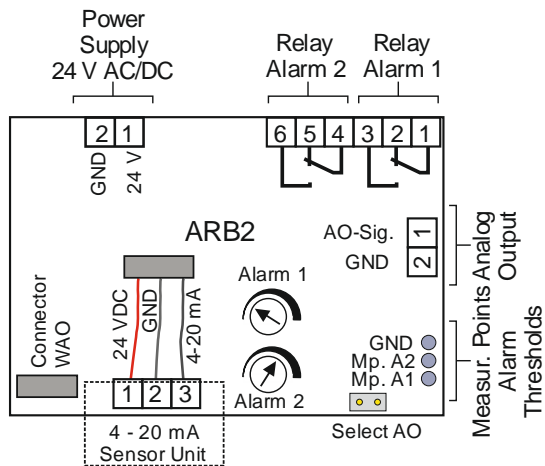 Power
Supply
24 V AC/DC
Relay
Alarm 2
Relay
Alarm 1
2 1
GND
24 V
6 5 4 3 2 1
ARB2
AO-Sig. 1
GND 2
Analog
Output
Connector
WAO
24 VDC
GND
4-20 mA
Alarm 1
Alarm 2
GND
Mp. A2
Mp. A1
Measur. Points
Alarm
Thresholds
1 2 3
4 - 20 mA
Sensor Unit
Select AO